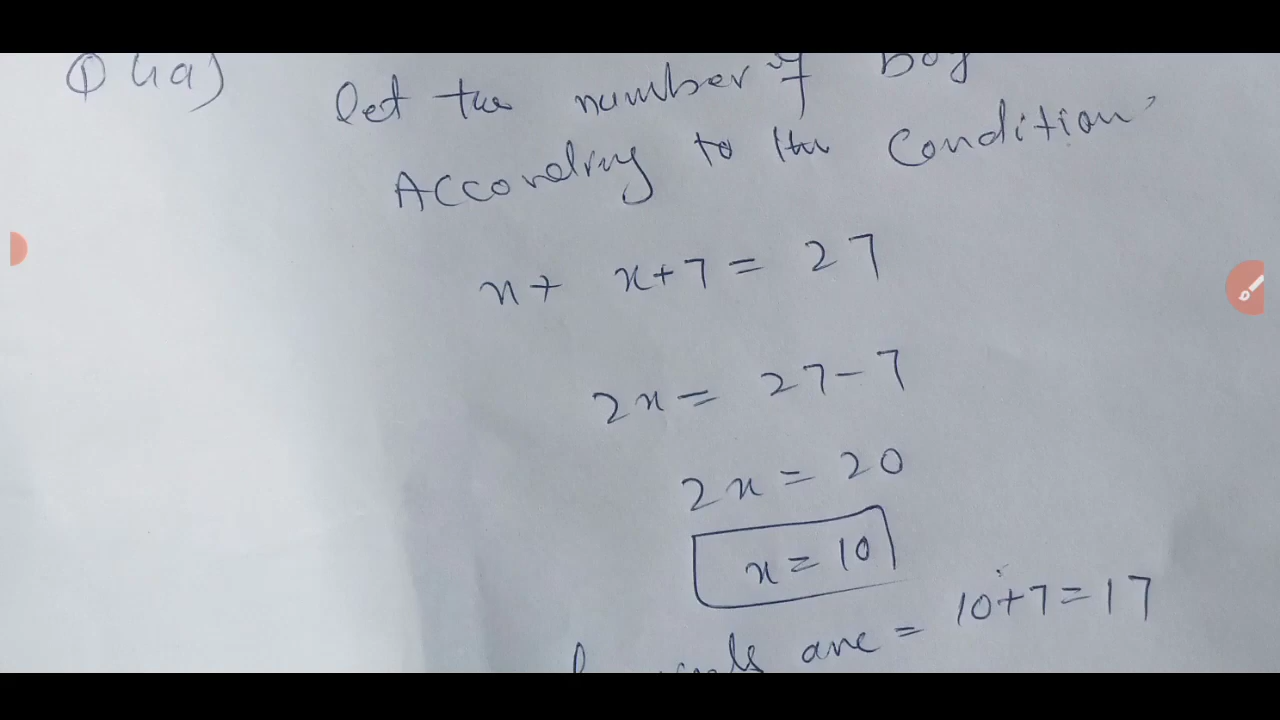 ① 4a)
Let the number of boy
According to the Condition
x + x+7 = 27
2x = 27-7
2x = 20
x = 10
are = 10+7=17